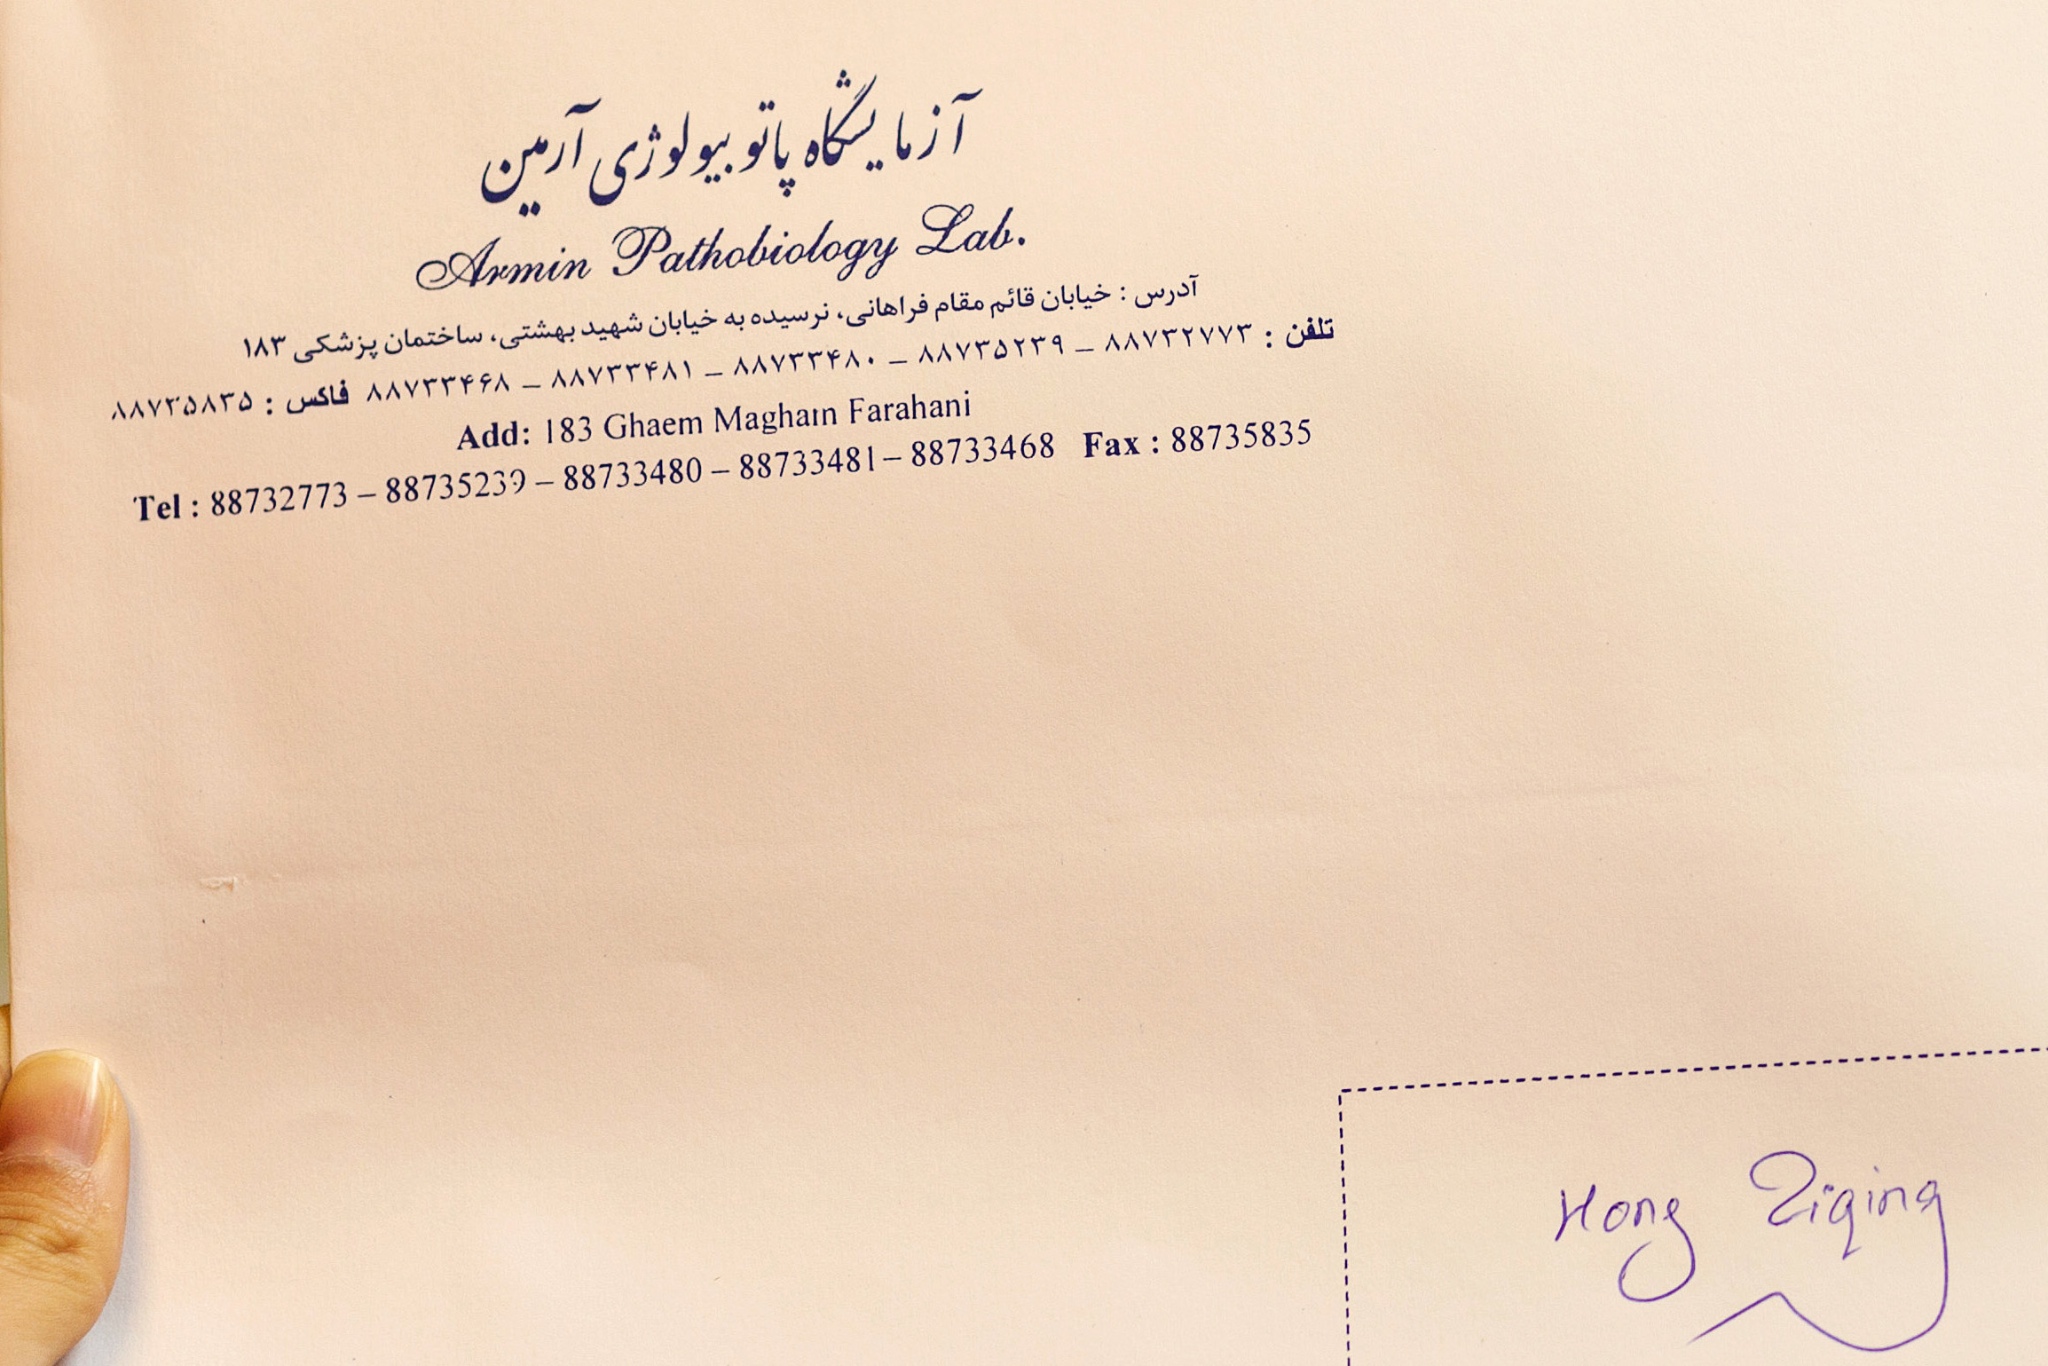 آزمایشگاه پاتوبیولوژی آرمین
Armin Pathobiology Lab.
آدرس : خیابان قائم مقام فراهانی، نرسیده به خیابان شهید بهشتی، ساختمان پزشکی ۱۸۳
تلفن : ۸۸۷۳۲۷۷۳ – ۸۸۷۳۵۲۳۹ – ۸۸۷۳۳۴۸۰ – ۸۸۷۳۳۴۸۱ – ۸۸۷۳۳۴۶۸ فاکس : ۸۸۷۳۵۸۳۵
Add: 183 Ghaem Magham Farahani
Tel : 88732773 – 88735239 – 88733480 – 88733481 – 88733468 Fax : 88735835
Hong Ziqing